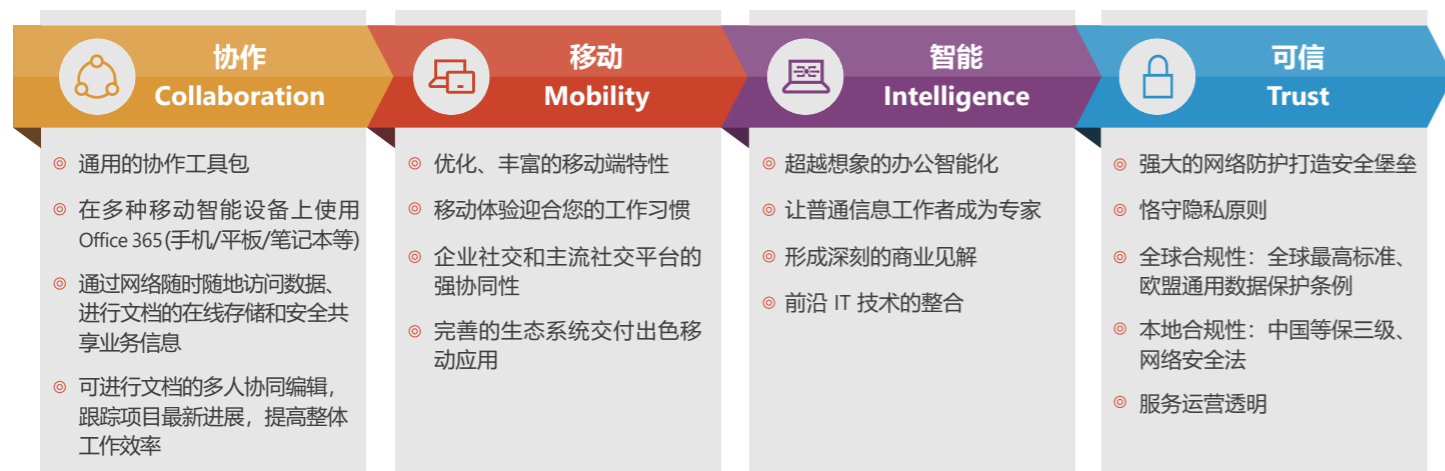 协作
Collaboration
通用的协作工具包
在多种移动智能设备上使用
Office 365(手机/平板/笔记本等)
通过网络随时随地访问数据、
进行文档的在线存储和安全共
享业务信息
可进行文档的多人协同编辑，
跟踪项目最新进展，提高整体
工作效率
移动
Mobility
优化、丰富的移动端特性
移动体验迎合您的工作习惯
企业社交和主流社交平台的
强协同性
完善的生态系统交付出色移
动应用
智能
Intelligence
超越想象的办公智能化
让普通信息工作者成为专家
形成深刻的商业见解
前沿 IT 技术的整合
可信
Trust
强大的网络防护打造安全堡垒
恪守隐私原则
全球合规性：全球最高标准、
欧盟通用数据保护条例
本地合规性：中国等保三级、
网络安全法
服务运营透明